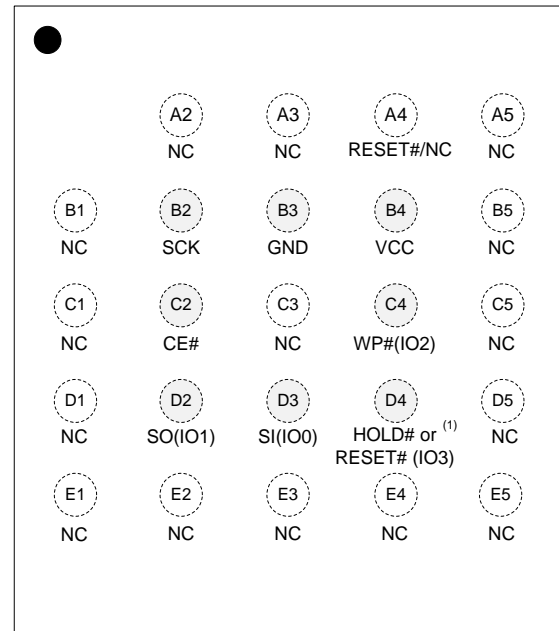 A2 A3 A4 A5
NC NC RESET#/NC NC
B1 B2 B3 B4 B5
NC SCK GND VCC NC
C1 C2 C3 C4 C5
NC CE# NC WP#(IO2) NC
D1 D2 D3 D4 D5
NC SO(IO1) SI(IO0) HOLD# or (1) NC
RESET# (IO3)
E1 E2 E3 E4 E5
NC NC NC NC NC